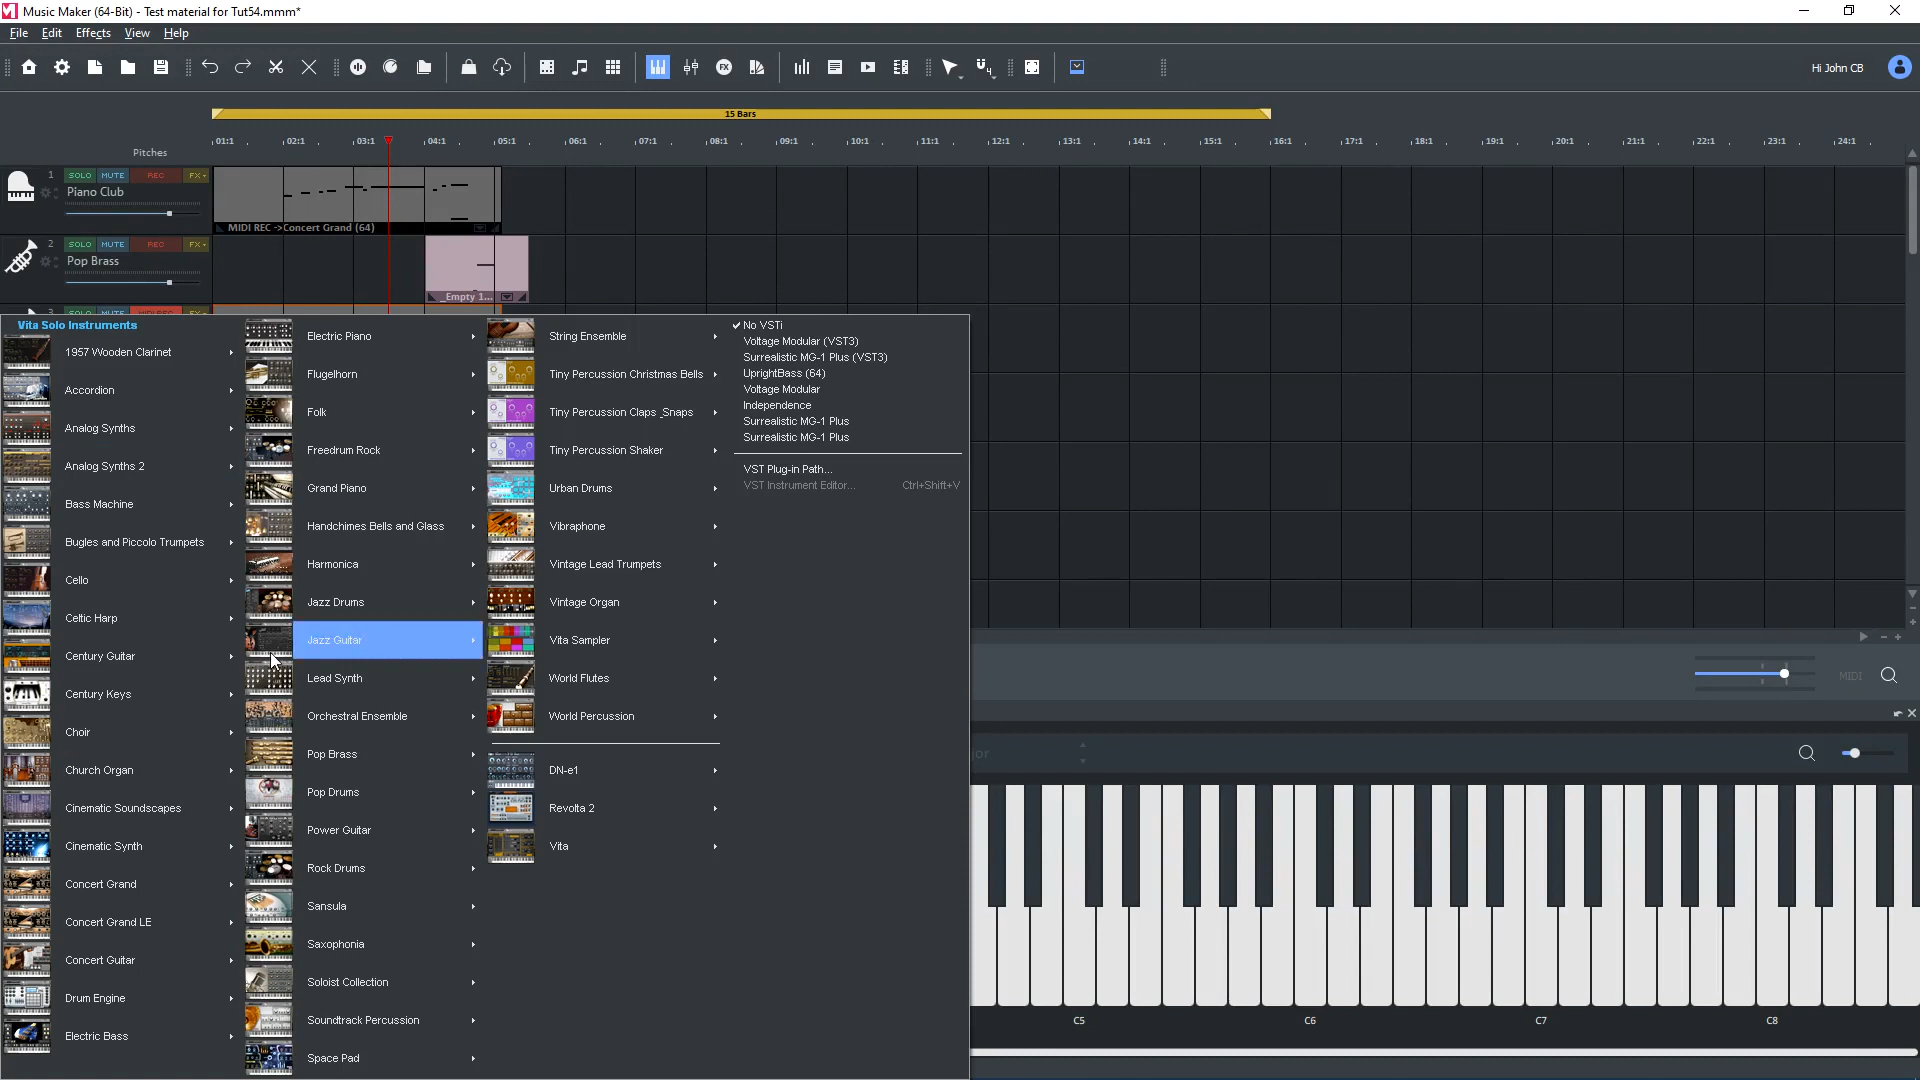 Music Maker (64-Bit) - Test material for Tut54.mmm*
File Edit Effects View Help
Hi John CB
15 Bars
01:1 02:1 03:1 04:1 05:1 06:1 07:1 08:1 09:1 10:1 11:1 12:1 13:1 14:1 15:1 16:1 17:1 18:1 19:1 20:1 21:1 22:1 23:1 24:1
Pitches
1 SOLO MUTE REC FX
Piano Club
MIDI REC ->Concert Grand (64)
2 SOLO MUTE REC FX
Pop Brass
_Empty 1...
Vita Solo Instruments
1957 Wooden Clarinet
Accordion
Analog Synths
Analog Synths 2
Bass Machine
Bugles and Piccolo Trumpets
Cello
Celtic Harp
Century Guitar
Century Keys
Choir
Church Organ
Cinematic Soundscapes
Cinematic Synth
Concert Grand
Concert Grand LE
Concert Guitar
Drum Engine
Electric Bass
Electric Piano
Flugelhorn
Folk
Freedrum Rock
Grand Piano
Handchimes Bells and Glass
Harmonica
Jazz Drums
Jazz Guitar
Lead Synth
Orchestral Ensemble
Pop Brass
Pop Drums
Power Guitar
Rock Drums
Sansula
Saxophonia
Soloist Collection
Soundtrack Percussion
Space Pad
String Ensemble
Tiny Percussion Christmas Bells
Tiny Percussion Claps _Snaps
Tiny Percussion Shaker
Urban Drums
Vibraphone
Vintage Lead Trumpets
Vintage Organ
Vita Sampler
World Flutes
World Percussion
DN-e1
Revolta 2
Vita
No VSTi
Voltage Modular (VST3)
Surrealistic MG-1 Plus (VST3)
UprightBass (64)
Voltage Modular
Independence
Surrealistic MG-1 Plus
Surrealistic MG-1 Plus
VST Plug-in Path...
VST Instrument Editor... Ctrl+Shift+V
MIDI
C5 C6 C7 C8